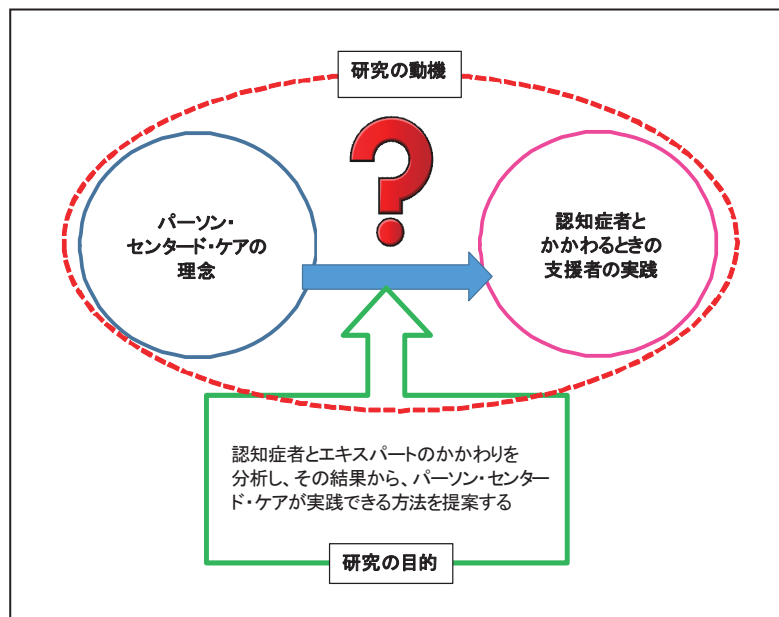 研究の動機
パーソン・
センタード・ケアの
理念
?
認知症者と
かかわるときの
支援者の実践
認知症者とエキスパートのかかわりを
分析し、その結果から、パーソン・センター
ド・ケアが実践できる方法を提案する
研究の目的